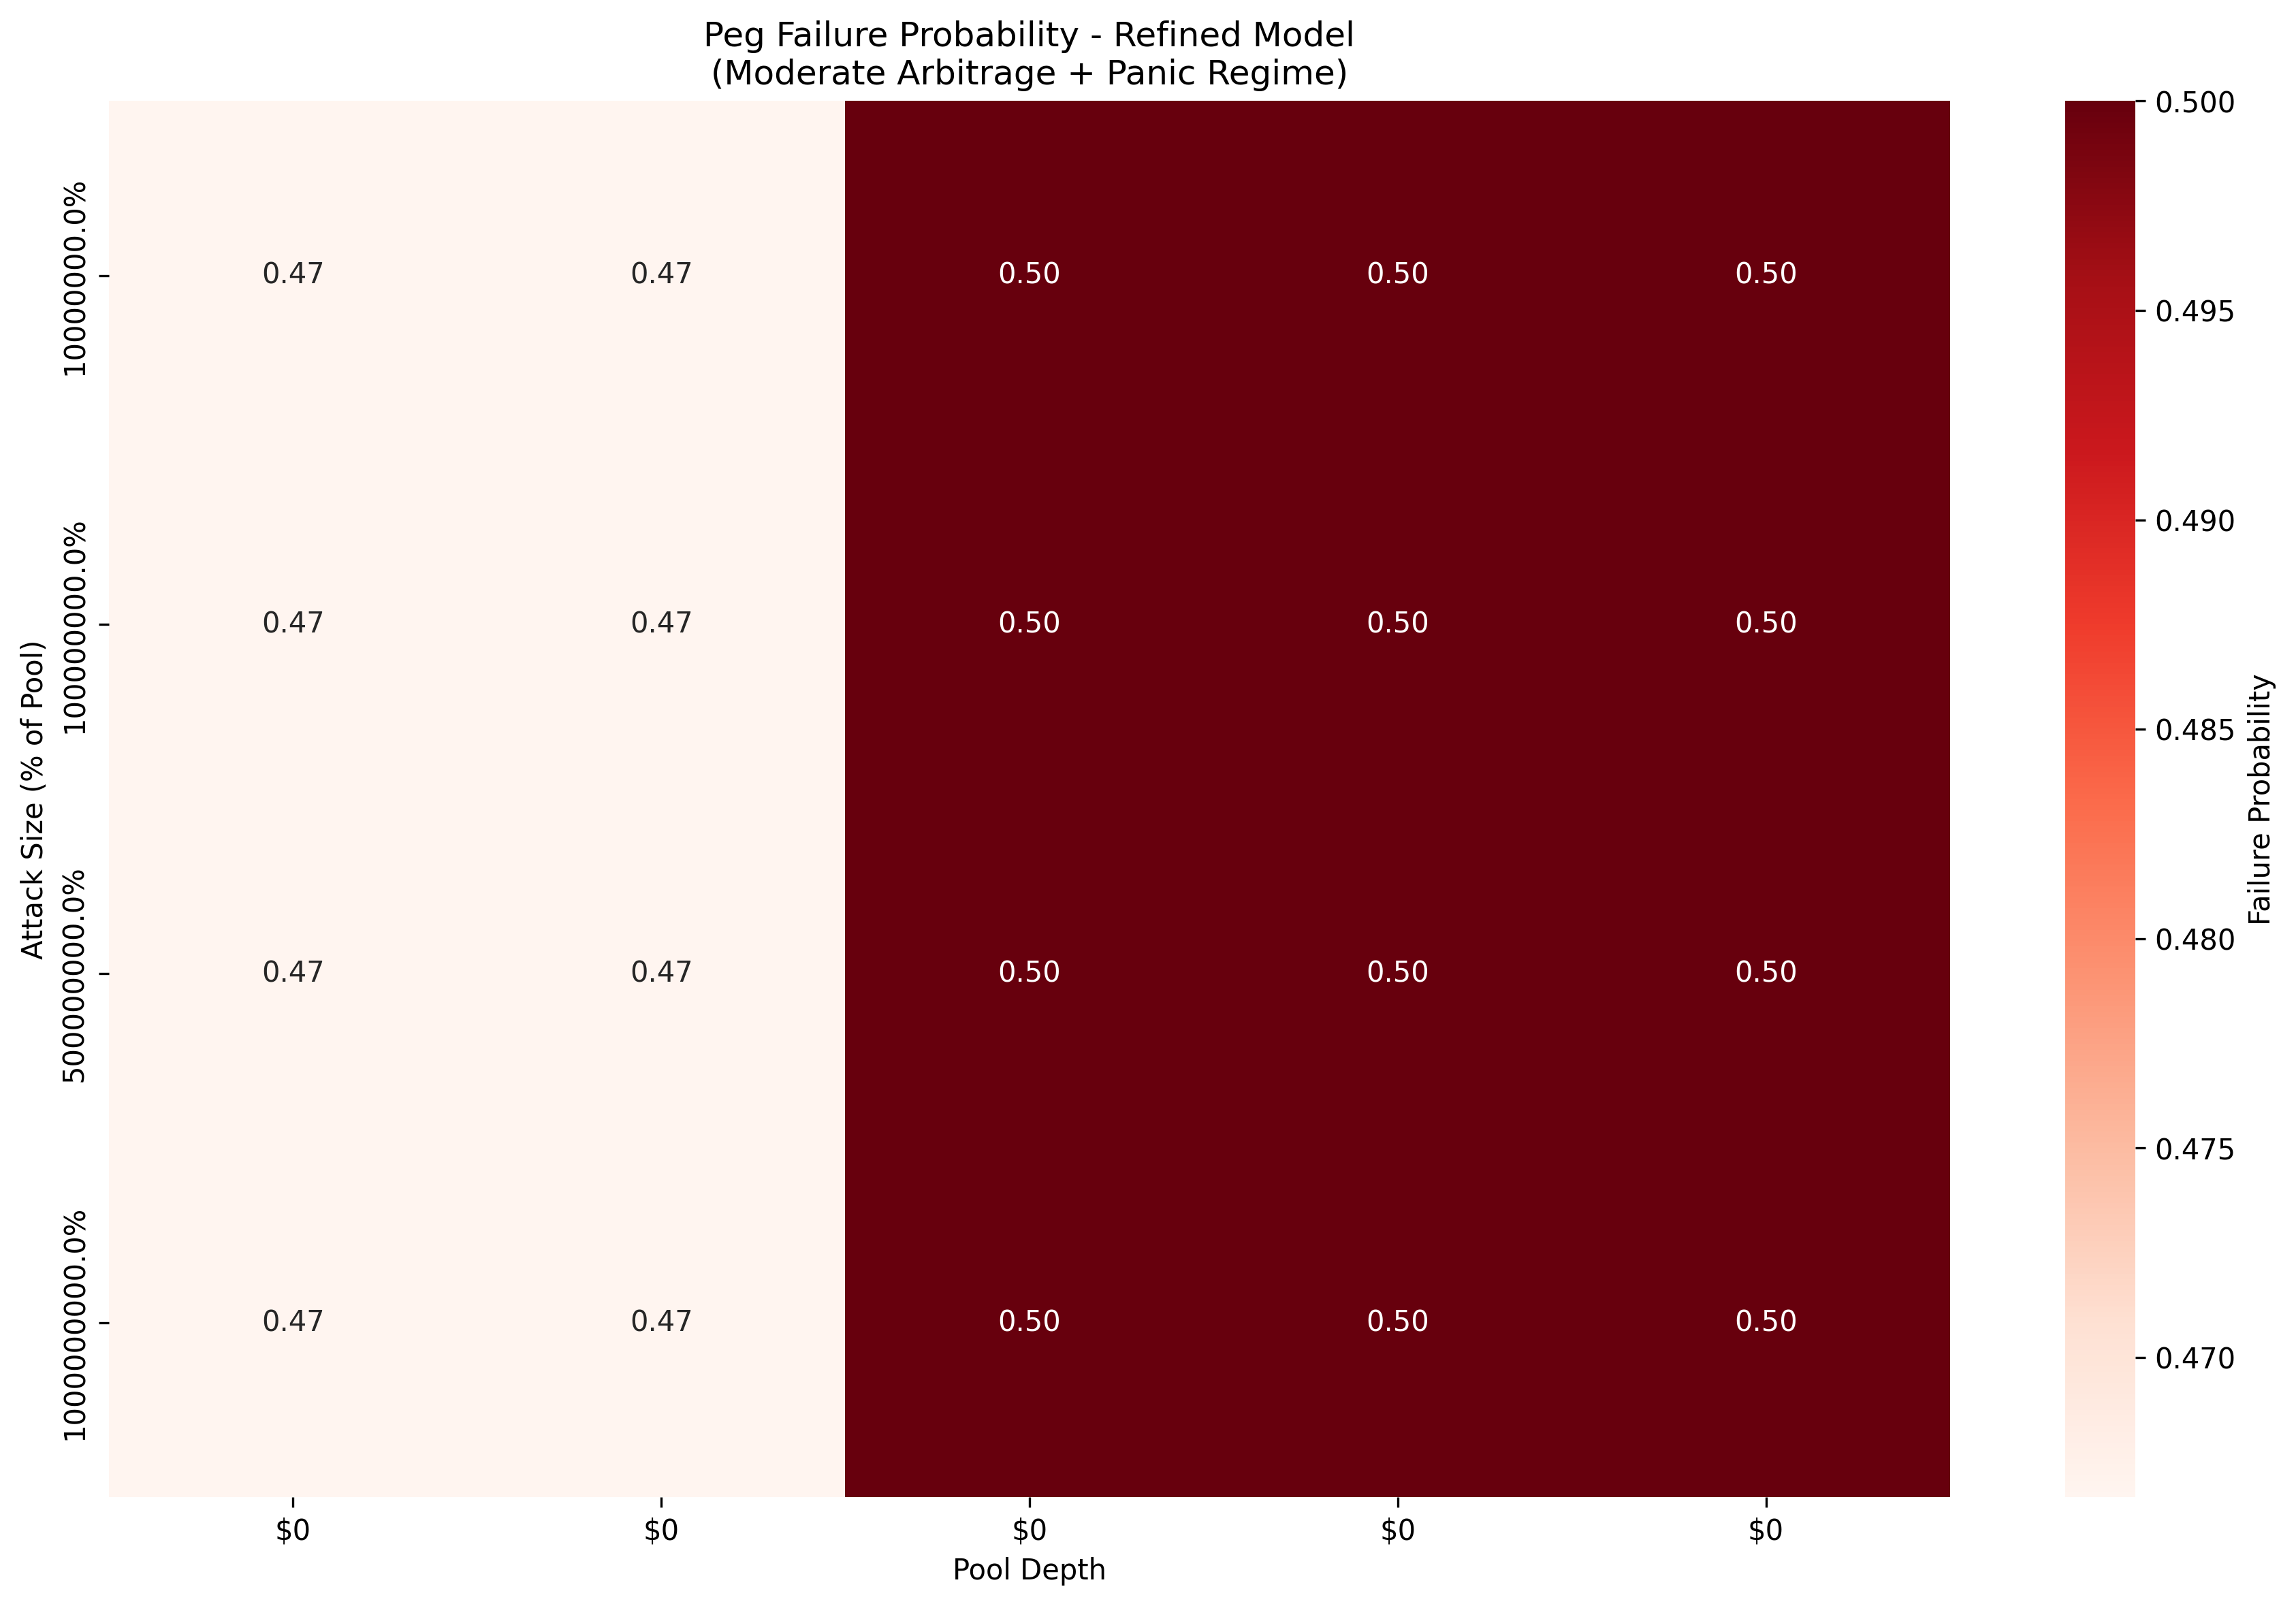 Peg Failure Probability - Refined Model
(Moderate Arbitrage + Panic Regime)
Attack Size (% of Pool)
10000000.0%
100000000.0%
500000000.0%
1000000000.0%
0.47 0.47 0.50 0.50 0.50
0.47 0.47 0.50 0.50 0.50
0.47 0.47 0.50 0.50 0.50
0.47 0.47 0.50 0.50 0.50
$0 $0 $0 $0 $0
Pool Depth
0.500
0.495
0.490
0.485
0.480
0.475
0.470
Failure Probability